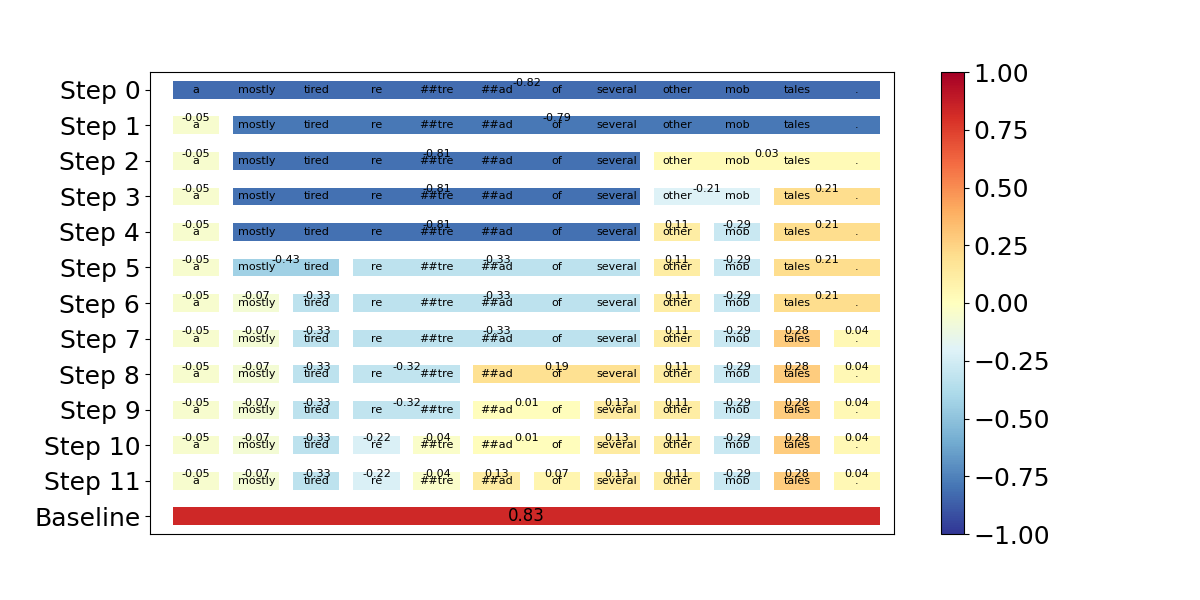 -0.82
Step 0 a mostly tired re ##tre ##ad of several other mob tales . 1.00
-0.05 -0.79
Step 1 a mostly tired re ##tre ##ad of several other mob tales . 0.75
-0.05 -0.81 0.03
Step 2 a mostly tired re ##tre ##ad of several other mob tales .
-0.05 -0.81 -0.21 0.21
Step 3 a mostly tired re ##tre ##ad of several other mob tales . 0.50
-0.05 -0.81 0.11 -0.29 0.21
Step 4 a mostly tired re ##tre ##ad of several other mob tales . 0.25
-0.05 -0.43 -0.33 0.11 -0.29 0.21
Step 5 a mostly tired re ##tre ##ad of several other mob tales .
-0.05 -0.07 -0.33 -0.33 0.11 -0.29 0.21
Step 6 a mostly tired re ##tre ##ad of several other mob tales . 0.00
-0.05 -0.07 -0.33 -0.33 0.11 -0.29 0.28 0.04
Step 7 a mostly tired re ##tre ##ad of several other mob tales .
-0.05 -0.07 -0.33 -0.32 0.19 0.11 -0.29 0.28 0.04
Step 8 a mostly tired re ##tre ##ad of several other mob tales . −0.25
-0.05 -0.07 -0.33 -0.32 0.01 0.13 0.11 -0.29 0.28 0.04
Step 9 a mostly tired re ##tre ##ad of several other mob tales . −0.50
-0.05 -0.07 -0.33 -0.22 -0.04 0.01 0.13 0.11 -0.29 0.28 0.04
Step 10 a mostly tired re ##tre ##ad of several other mob tales .
-0.05 -0.07 -0.33 -0.22 -0.04 0.13 0.07 0.13 0.11 -0.29 0.28 0.04
Step 11 a mostly tired re ##tre ##ad of several other mob tales . −0.75
Baseline 0.83 −1.00